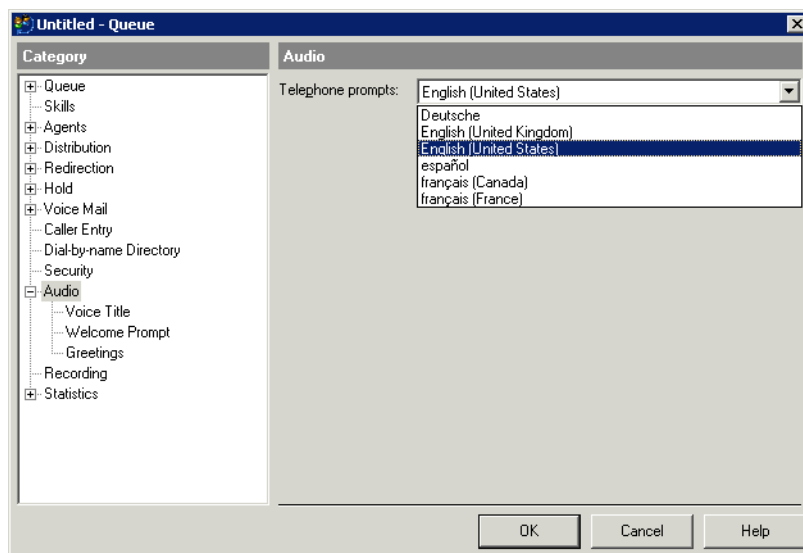 Untitled - Queue
Category
Audio
Queue
Skills
Agents
Distribution
Redirection
Hold
Voice Mail
Caller Entry
Dial-by-name Directory
Security
Audio
Voice Title
Welcome Prompt
Greetings
Recording
Statistics
Telephone prompts:
English (United States)
Deutsche
English (United Kingdom)
English (United States)
español
français (Canada)
français (France)
OK
Cancel
Help